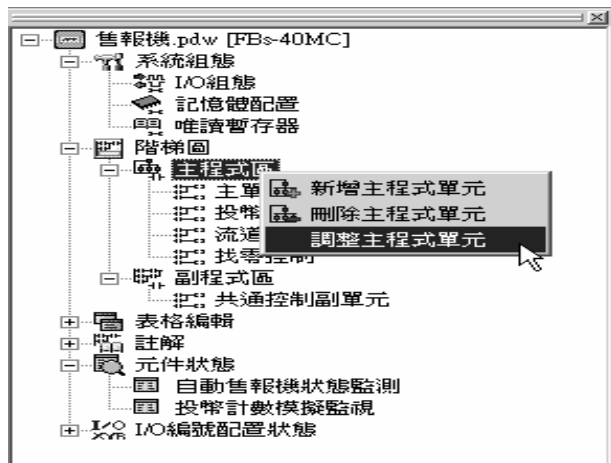 售報機.pdw [FBs-40MC]
系統組態
I/O組態
記憶體配置
唯讀暫存器
階梯圖
主程式區
主單
新增主程式單元
投幣
刪除主程式單元
流道
調整主程式單元
找零控制
副程式區
共通控制副單元
表格編輯
註解
元件狀態
自動售報機狀態監測
投幣計數模擬監視
I/O編號配置狀態